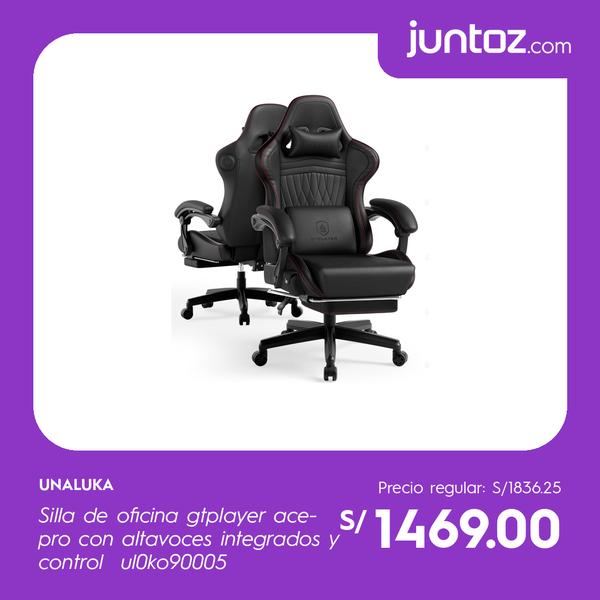 juntoz.com
UNALUKA
Silla de oficina gtplayer ace-
pro con altavoces integrados y
control ul0ko90005
Precio regular: S/1836.25
S/ 1469.00